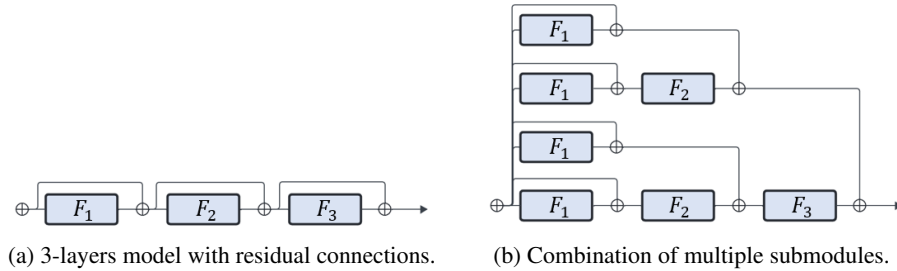 F₁
F₁ F₂
F₁
F₁ F₂ F₃
F₁ F₂ F₃
(a) 3-layers model with residual connections.
(b) Combination of multiple submodules.